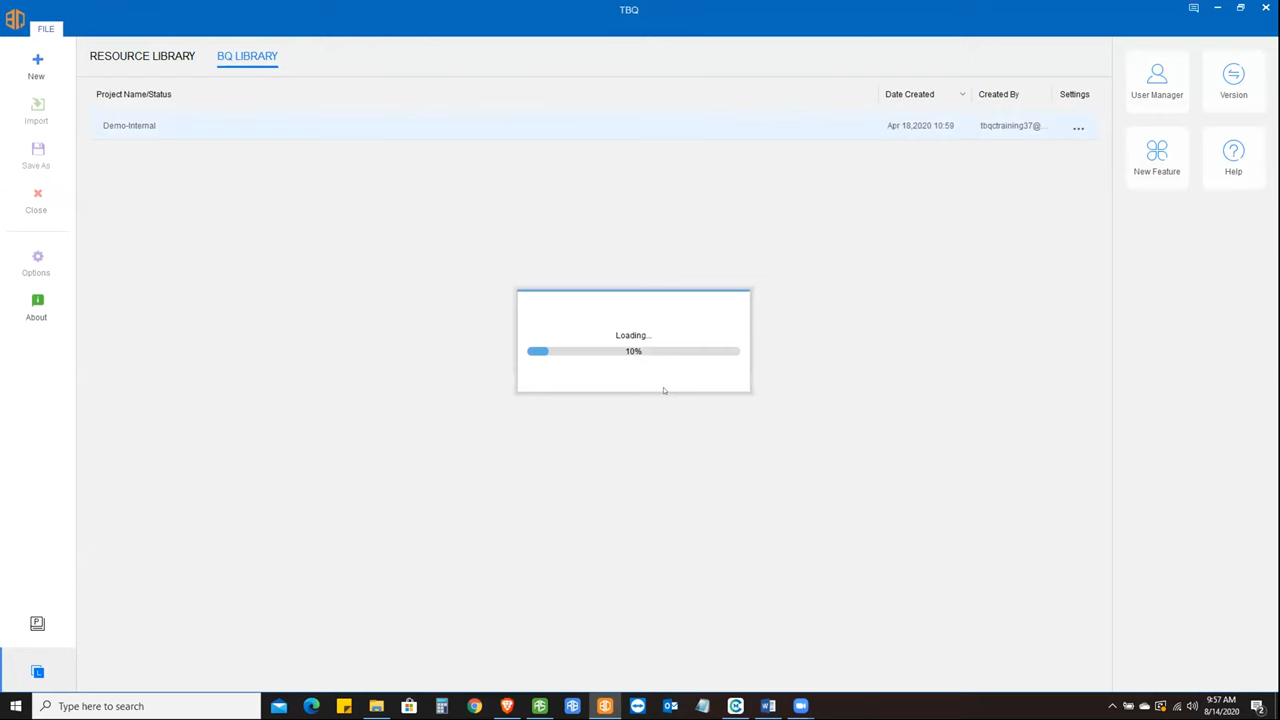 TBQ
FILE
New
Import
Save As
Close
Options
About
RESOURCE LIBRARY BQ LIBRARY
Project Name/Status Date Created Created By Settings
Demo-Internal Apr 18,2020 10:59 tbqctraining37@... ...
Loading...
10%
User Manager Version
New Feature Help
Type here to search
9:57 AM
8/14/2020
2